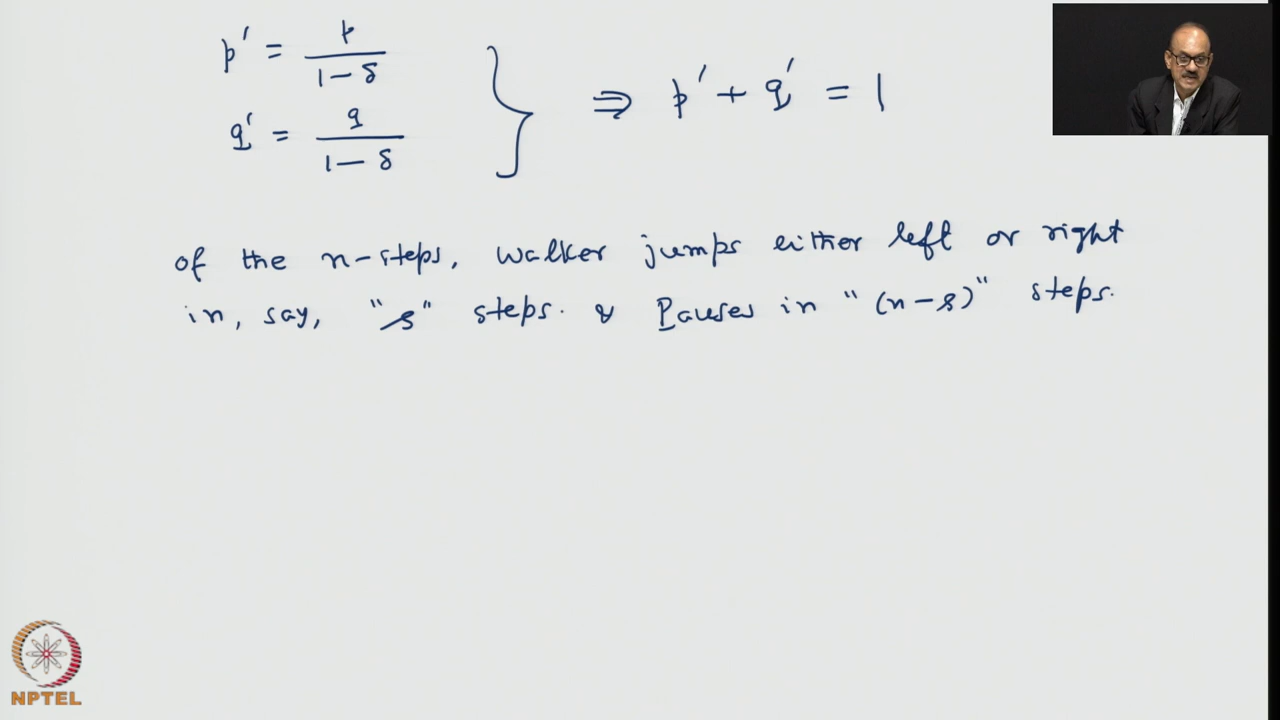 p′ = p / (1 − δ)
q′ = q / (1 − δ)
} ⇒ p′ + q′ = 1
of the n-steps, walker jumps either left or right
in, say, "s" steps. & Pauses in "(n-s)" steps.
NPTEL